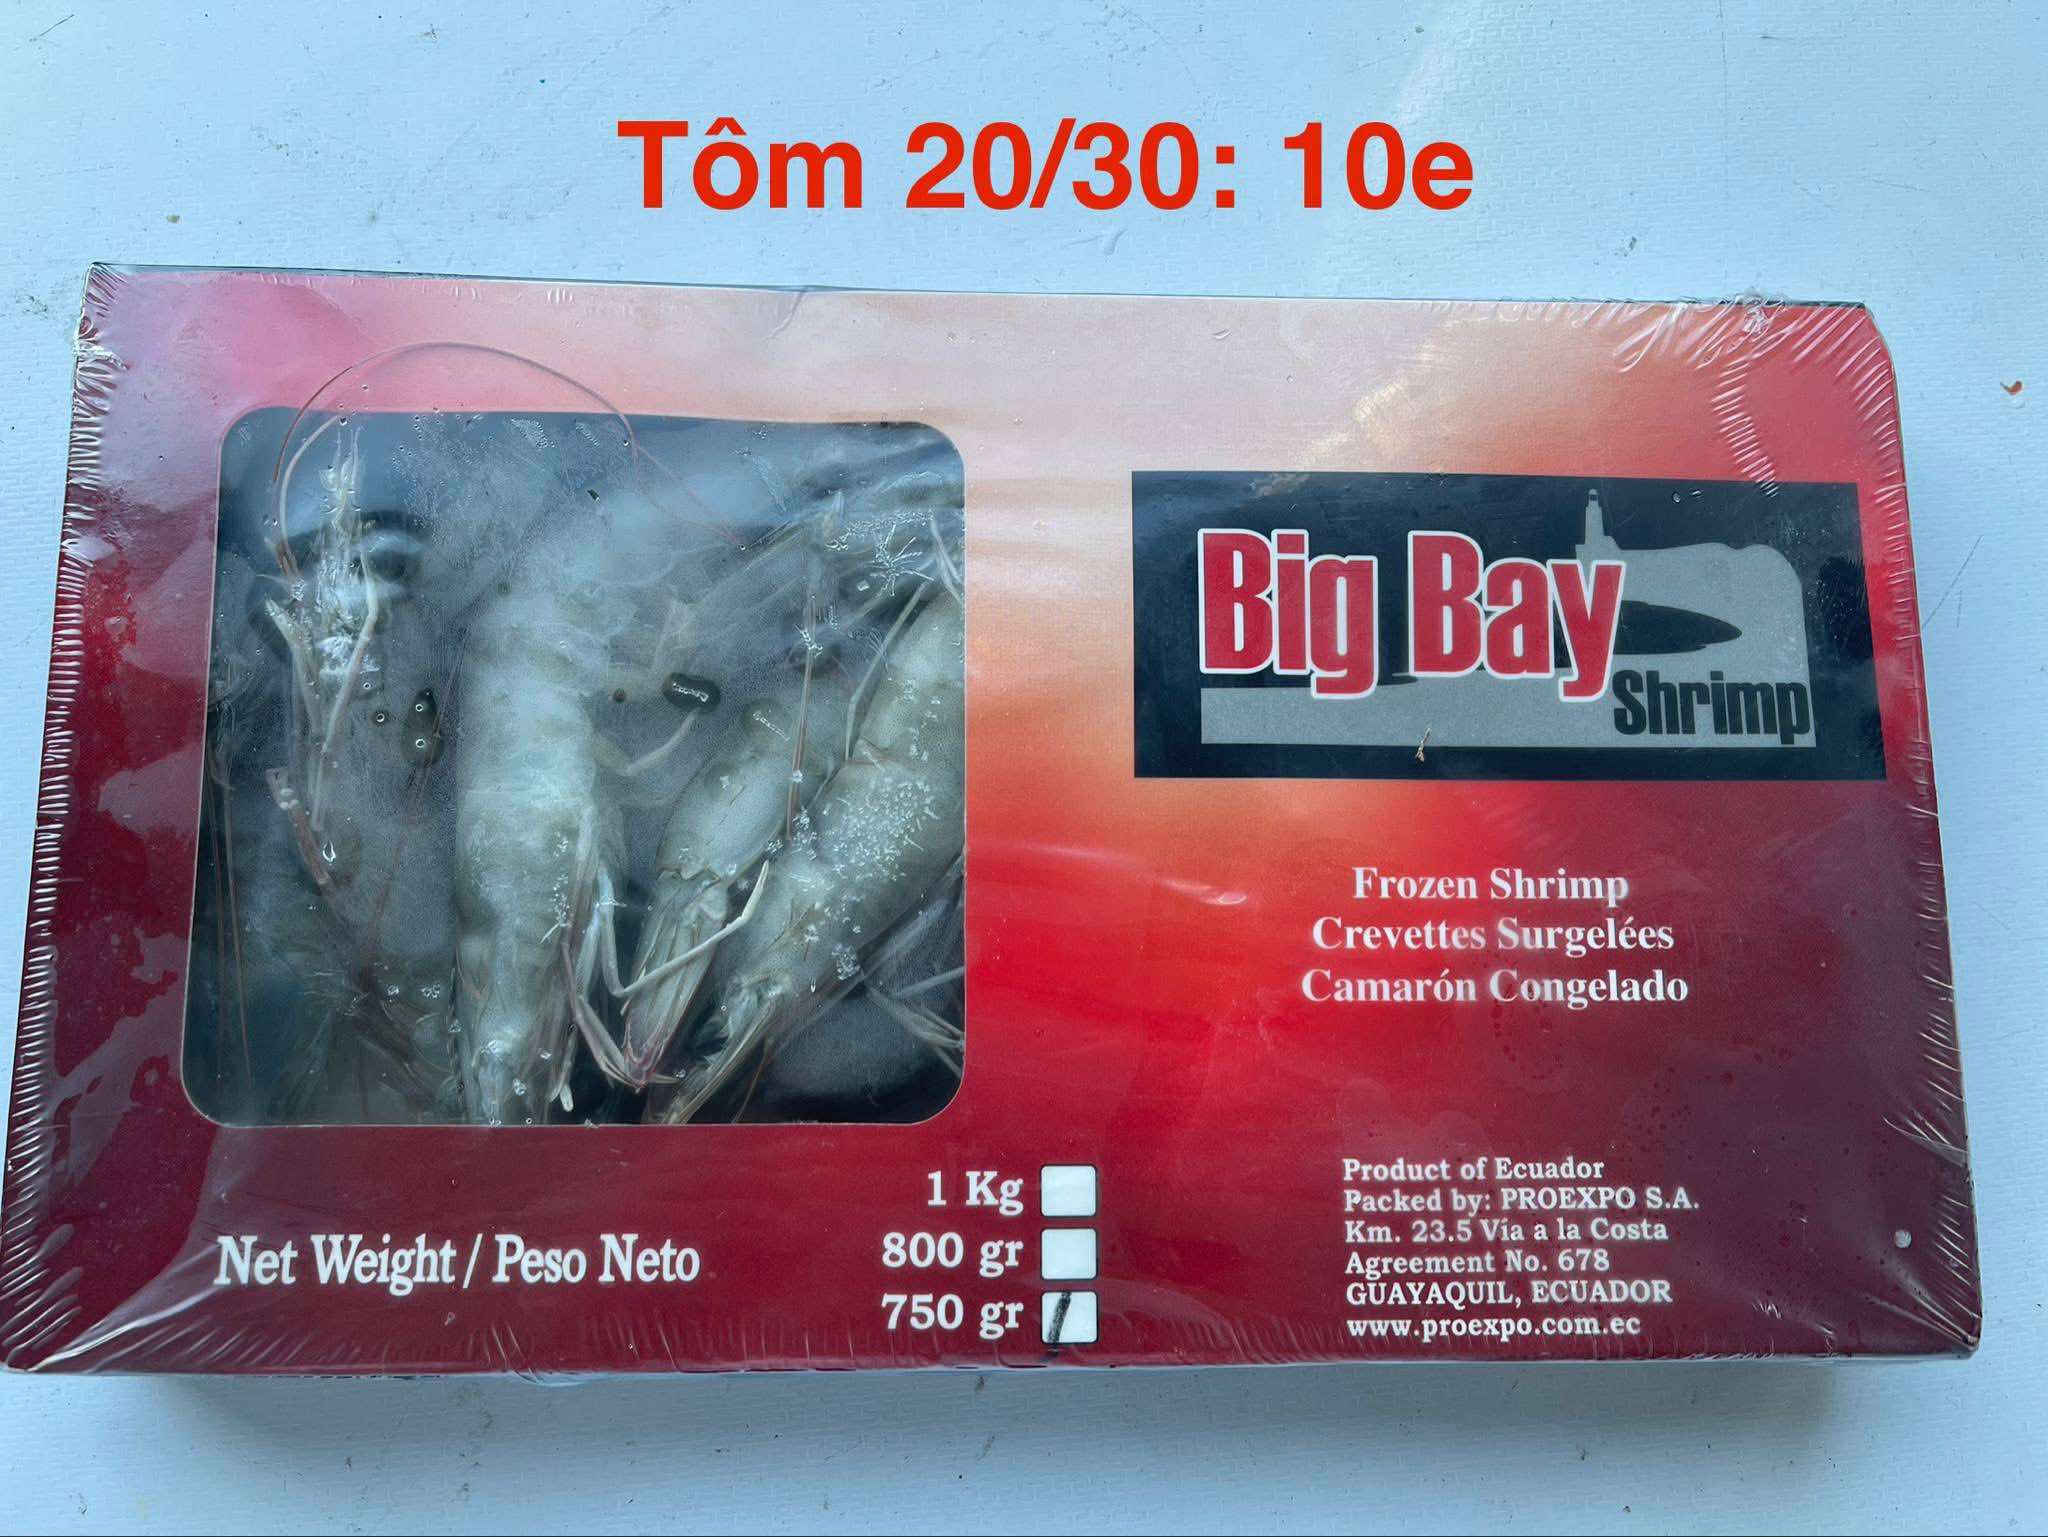 Tôm 20/30: 10e
Big Bay
Shrimp
Frozen Shrimp
Crevettes Surgelées
Camarón Congelado
Net Weight / Peso Neto
1 Kg
800 gr
750 gr
Product of Ecuador
Packed by: PROEXPO S.A.
Km. 23.5 Vía a la Costa
Agreement No. 678
GUAYAQUIL, ECUADOR
www.proexpo.com.ec